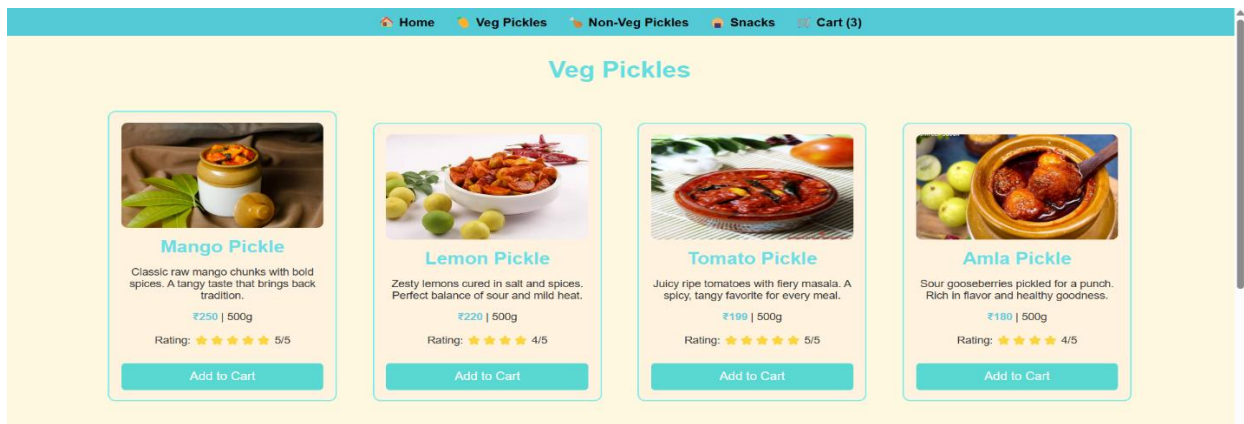 Home Veg Pickles Non-Veg Pickles Snacks Cart (3)
Veg Pickles
Mango Pickle
Classic raw mango chunks with bold
spices. A tangy taste that brings back
tradition.
₹250 | 500g
Rating: ⭐⭐⭐⭐⭐ 5/5
Add to Cart
Lemon Pickle
Zesty lemons cured in salt and spices.
Perfect balance of sour and mild heat.
₹220 | 500g
Rating: ⭐⭐⭐⭐ 4/5
Add to Cart
Tomato Pickle
Juicy ripe tomatoes with fiery masala. A
spicy, tangy favorite for every meal.
₹199 | 500g
Rating: ⭐⭐⭐⭐⭐ 5/5
Add to Cart
Amla Pickle
Sour gooseberries pickled for a punch.
Rich in flavor and healthy goodness.
₹180 | 500g
Rating: ⭐⭐⭐⭐ 4/5
Add to Cart